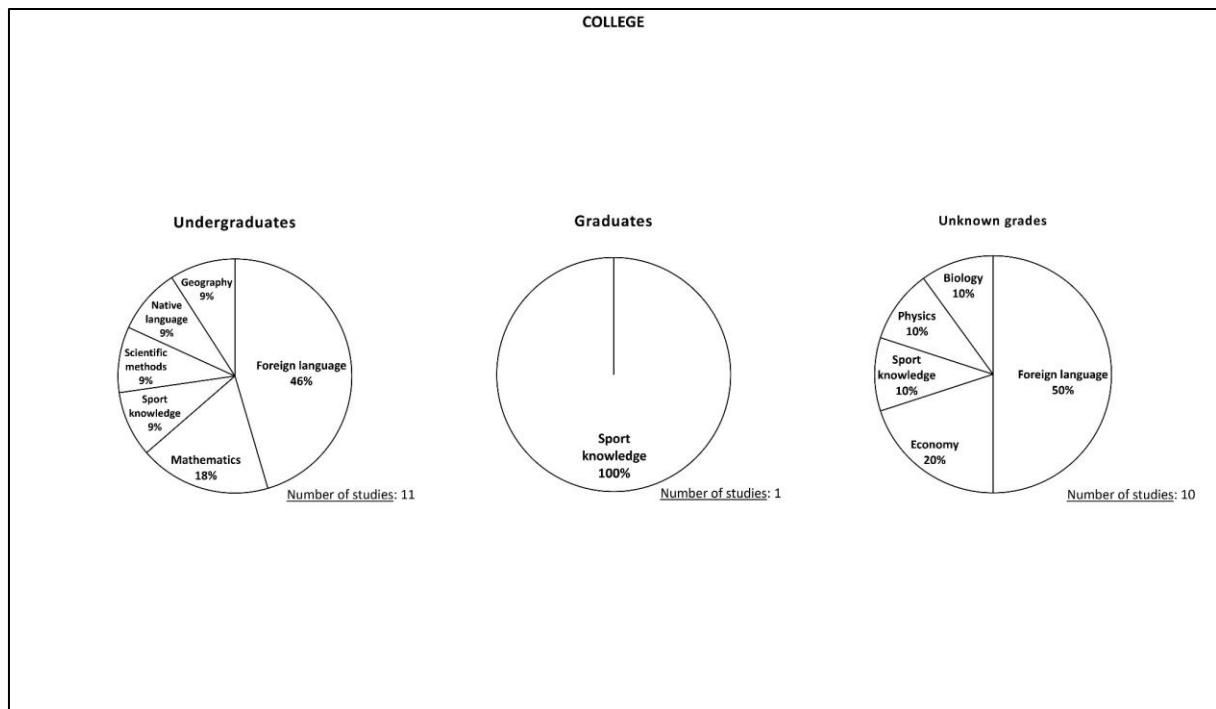 COLLEGE
Undergraduates
Geography
9%
Native
language
9%
Scientific
methods
9%
Sport
knowledge
9%
Mathematics
18%
Foreign language
46%
Number of studies: 11
Graduates
Sport
knowledge
100%
Number of studies: 1
Unknown grades
Biology
10%
Physics
10%
Sport
knowledge
10%
Economy
20%
Foreign language
50%
Number of studies: 10